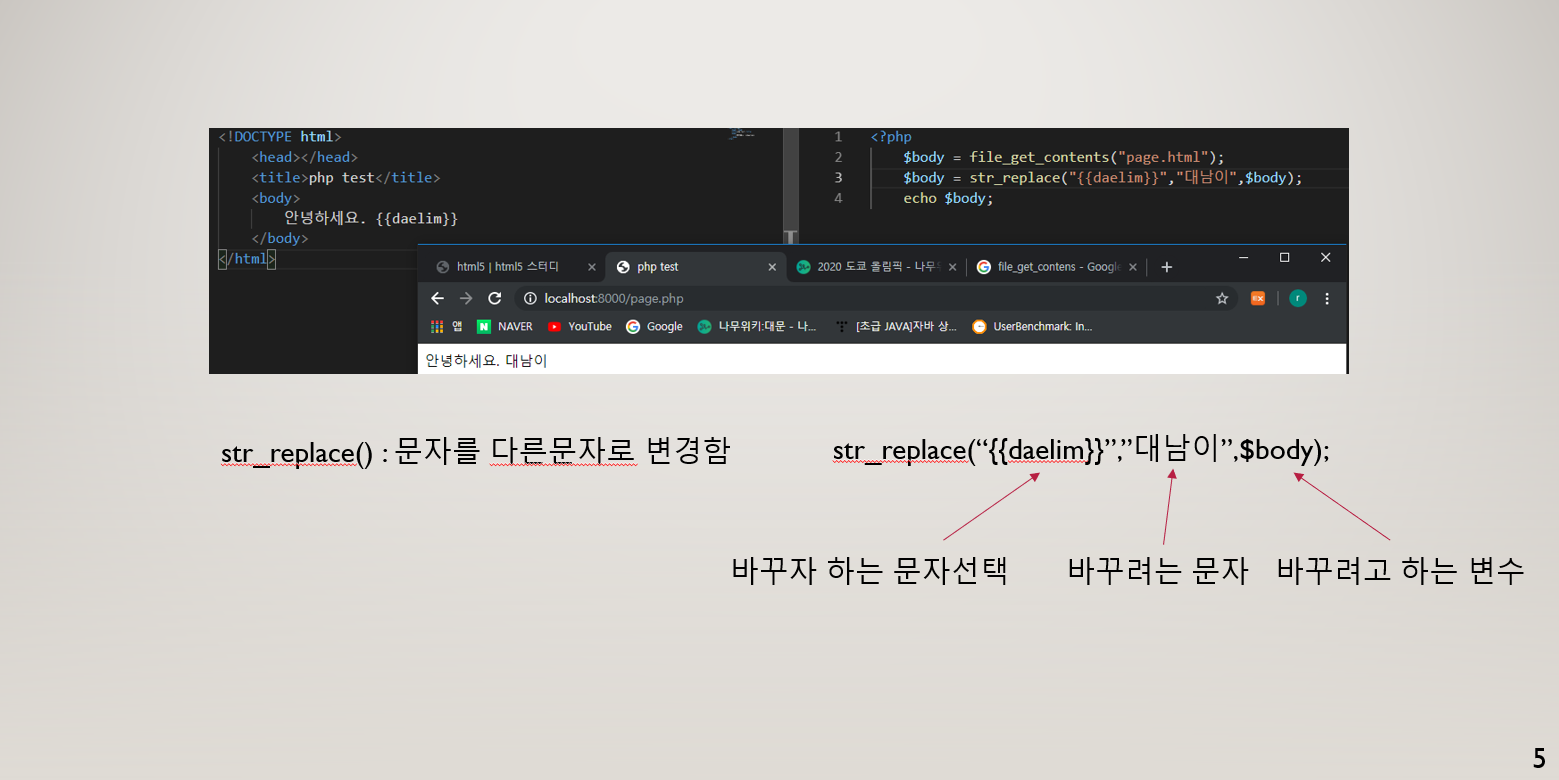 <!DOCTYPE html>
<head></head>
<title>php test</title>
<body>
안녕하세요. {{daelim}}
</body>
</html>
1 <?php
2 $body = file_get_contents("page.html");
3 $body = str_replace("{{daelim}}","대남이",$body);
4 echo $body;
html5 | html5 스터디
php test
2020 도쿄 올림픽 - 나무
file_get_contens - Google
localhost:8000/page.php
앱 NAVER YouTube Google 나무위키:대문 - 나... [초급 JAVA]자바 상... UserBenchmark: In...
안녕하세요. 대남이
str_replace() : 문자를 다른문자로 변경함
str_replace(“{{daelim}}”,”대남이”,$body);
바꾸자 하는 문자선택
바꾸려는 문자
바꾸려고 하는 변수
5